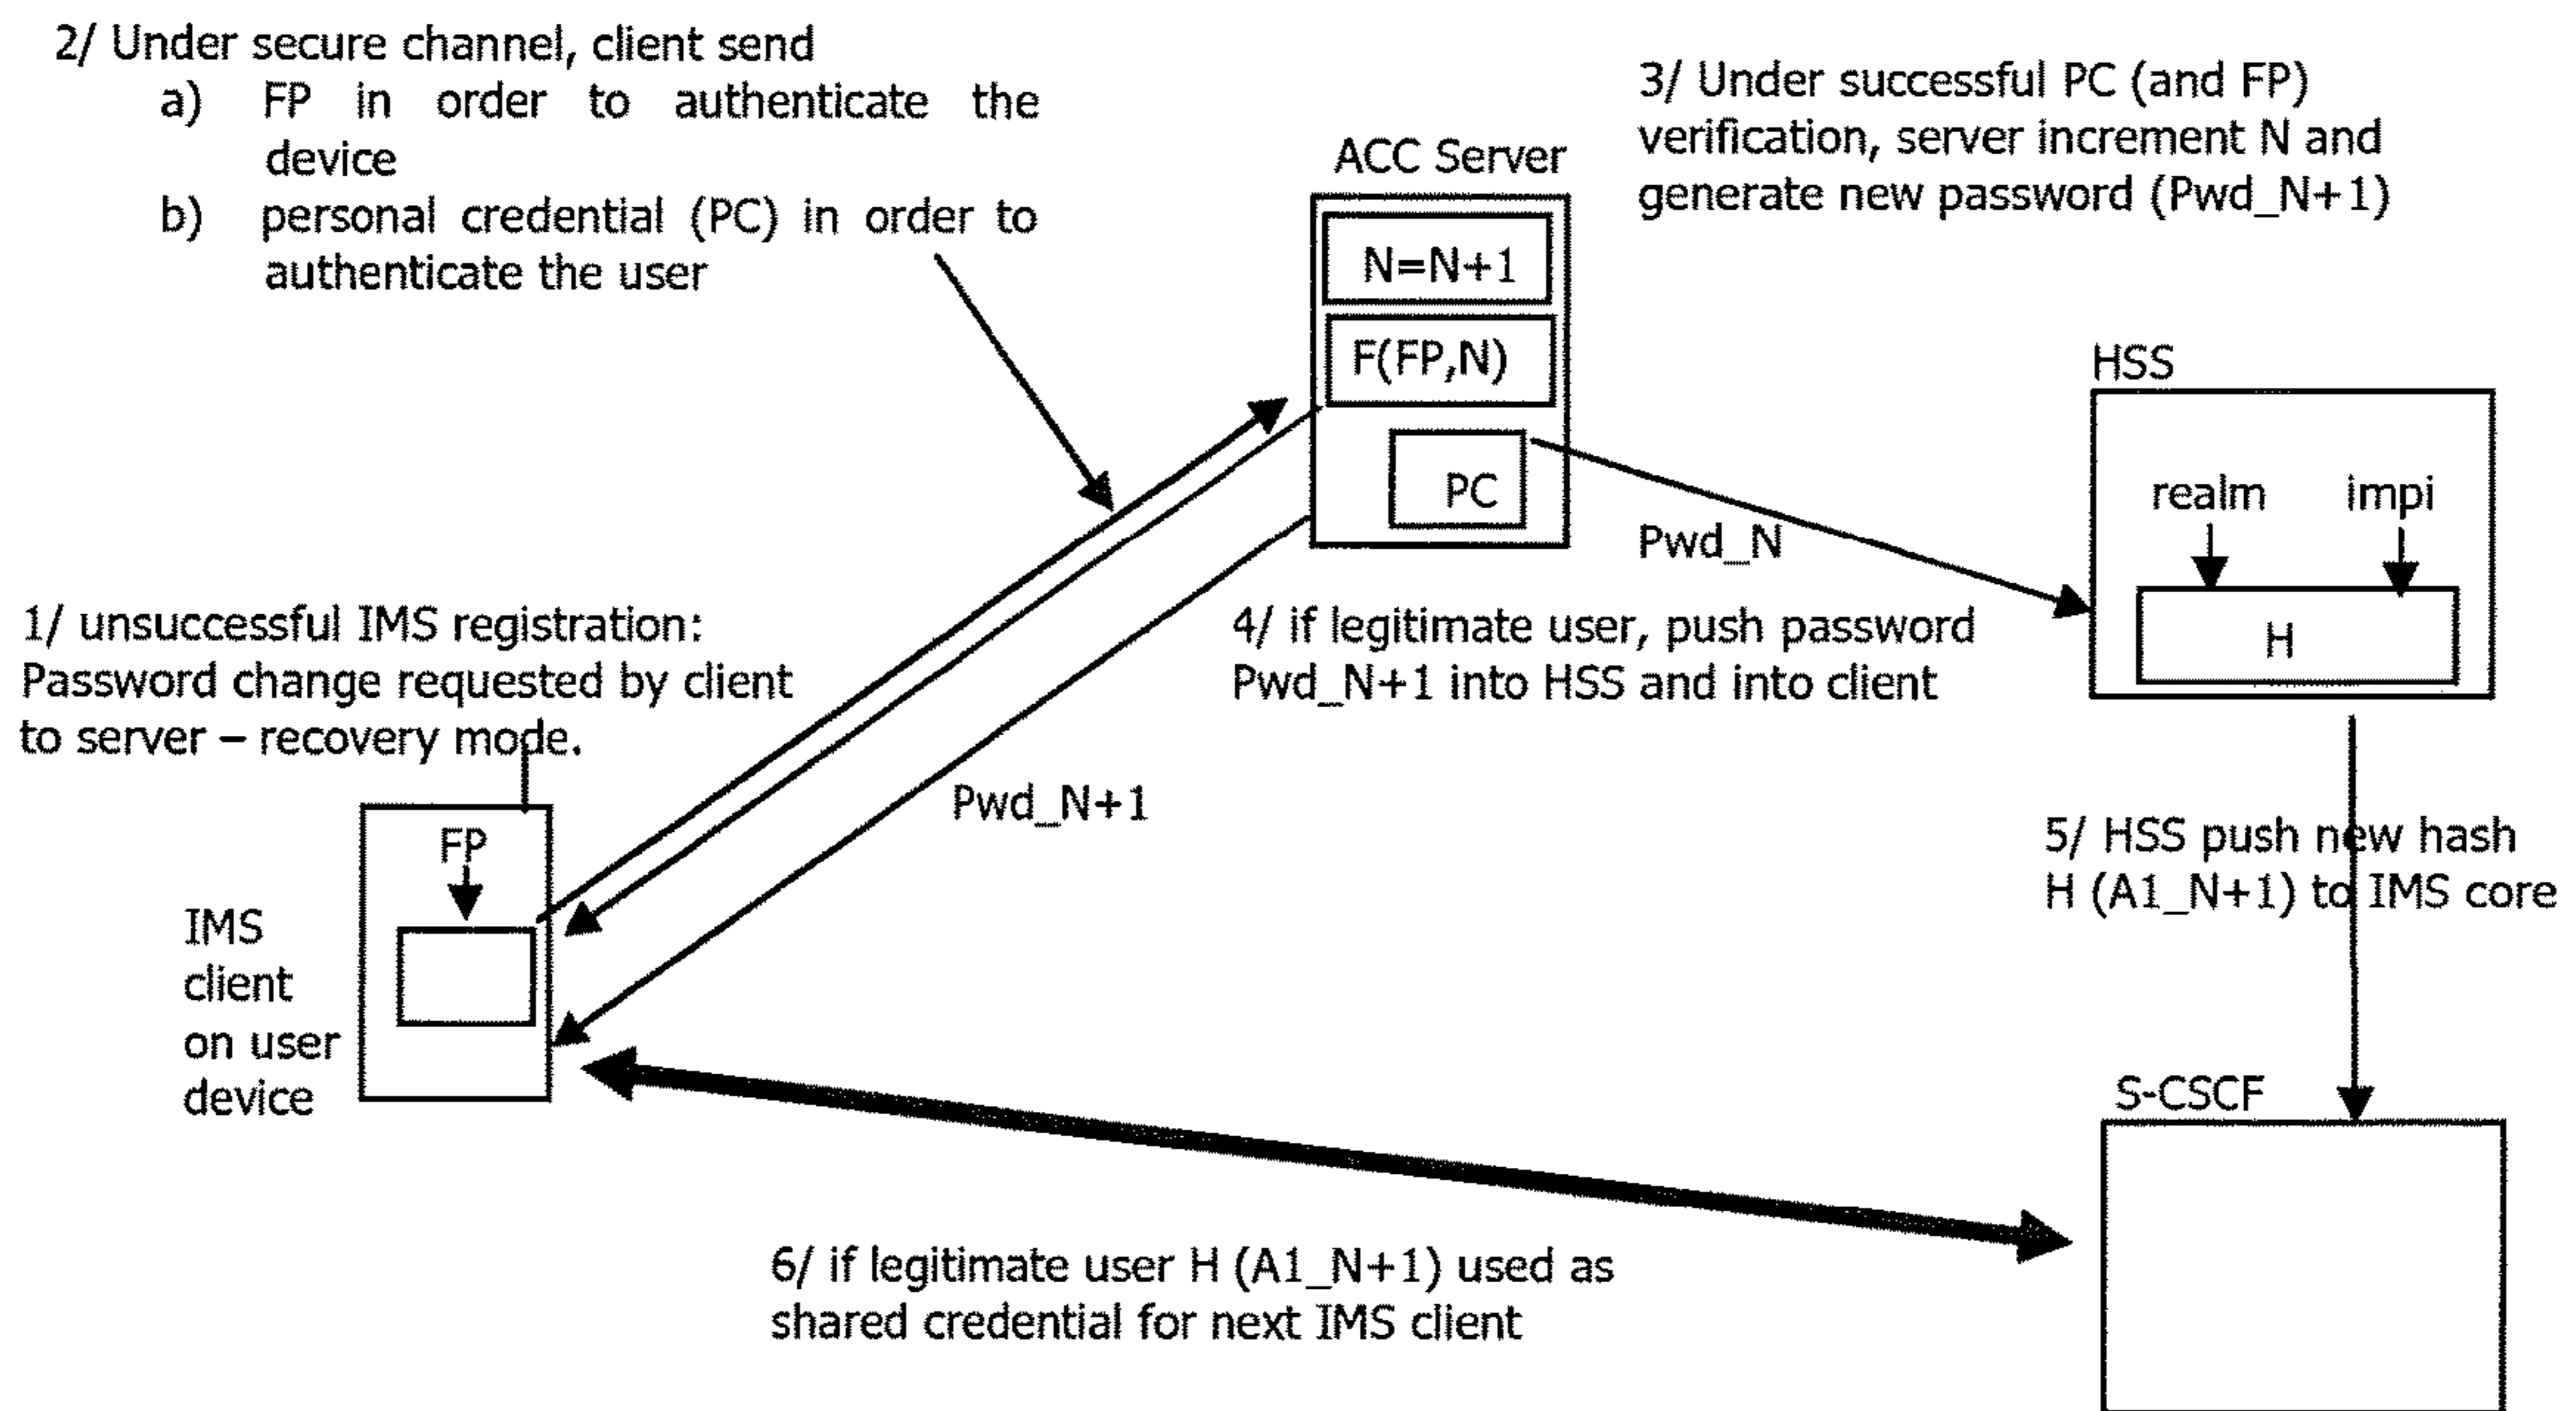 2/ Under secure channel, client send
a) FP in order to authenticate the
device
b) personal credential (PC) in order to
authenticate the user
3/ Under successful PC (and FP)
verification, server increment N and
generate new password (Pwd_N+1)
ACC Server
N=N+1
F(FP,N)
PC
HSS
realm impi
H
Pwd_N
1/ unsuccessful IMS registration:
Password change requested by client
to server – recovery mode.
4/ if legitimate user, push password
Pwd_N+1 into HSS and into client
Pwd_N+1
FP
IMS
client
on user
device
5/ HSS push new hash
H (A1_N+1) to IMS core
S-CSCF
6/ if legitimate user H (A1_N+1) used as
shared credential for next IMS client